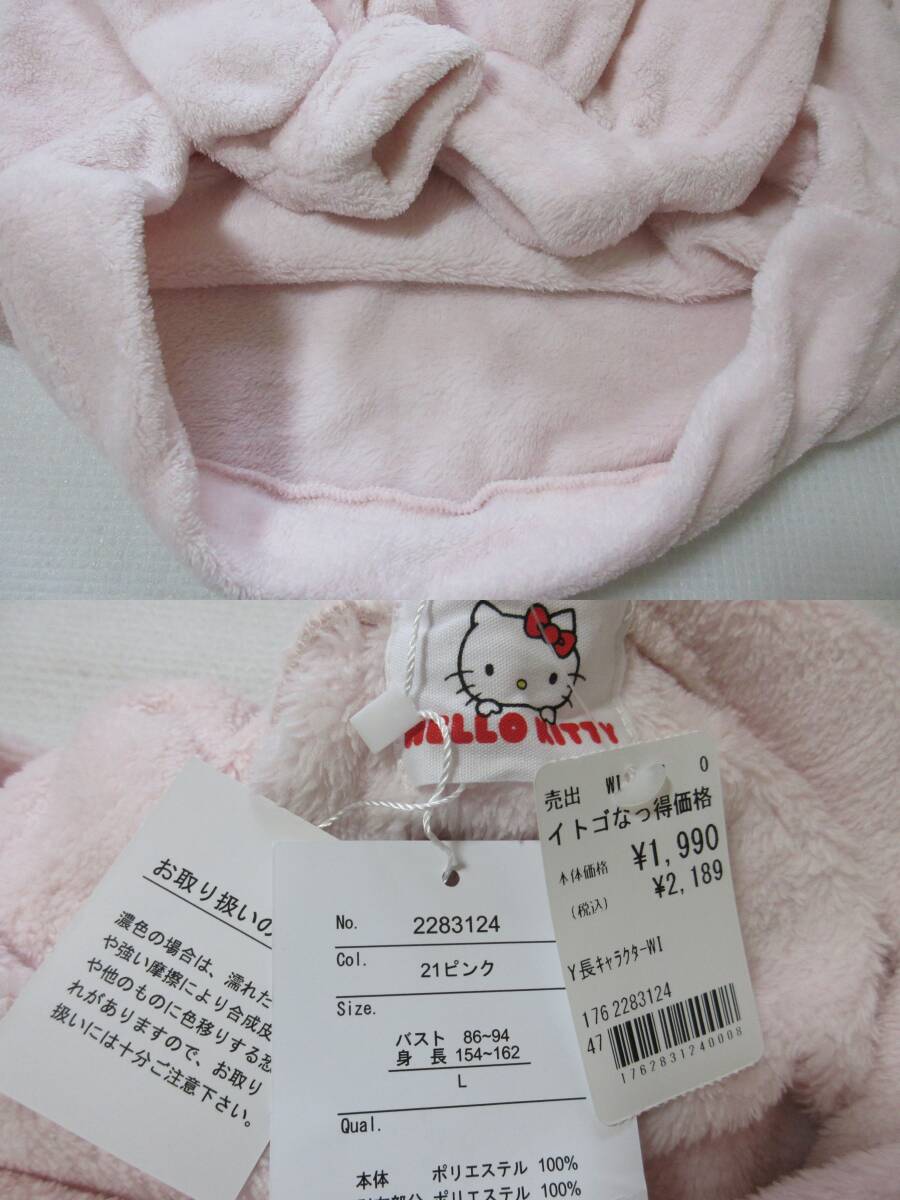 HELLO KITTY
お取り扱いの
濃色の場合は、濡れた
や強い摩擦により合成皮
や他のものに色移りする恐
れがありますので、お取り
扱いには十分ご注意下さい。
No. 2283124
Col. 21ピンク
Size.
バスト 86~94
身長 154~162
L
Qual.
本体 ポリエステル 100%
ポリエステル 100%
売出 WI 0
イトゴなっ得価格
本体価格 ¥1,990
(税込) ¥2,189
Y長キャラクターWI
176 2283124
47
1762831240008